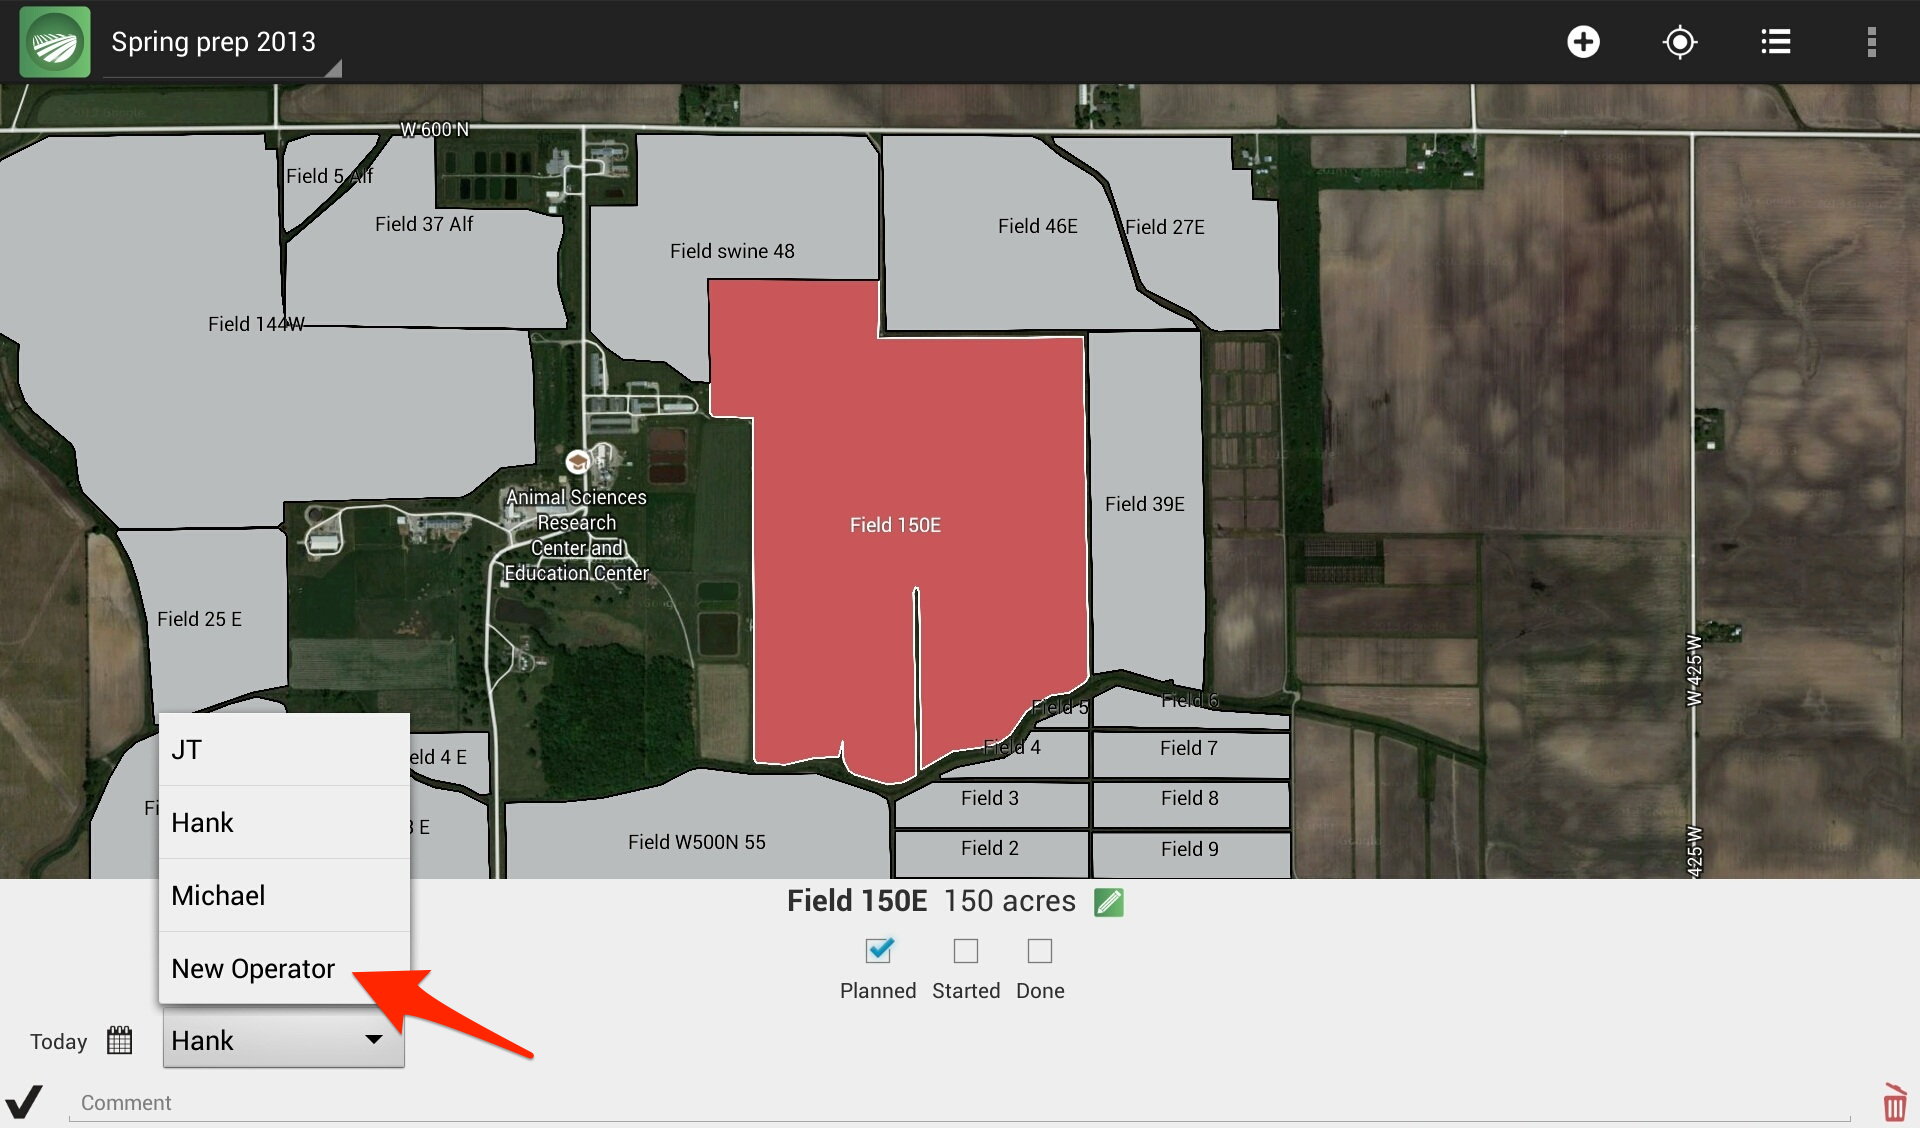 Spring prep 2013
W 600 N
Field 5 Alf
Field 37 Alf
Field swine 48
Field 46E
Field 27E
Field 144W
Animal Sciences
Research
Center and
Education Center
Field 150E
Field 39E
Field 25 E
W 425 W
Field 5
Field 6
Field 4
Field 7
eld 4 E
Fi
3 E
Field 3
Field 8
Field W500N 55
Field 2
Field 9
425 W
JT
Hank
Michael
New Operator
Field 150E 150 acres
Planned Started Done
Today
Hank
Comment